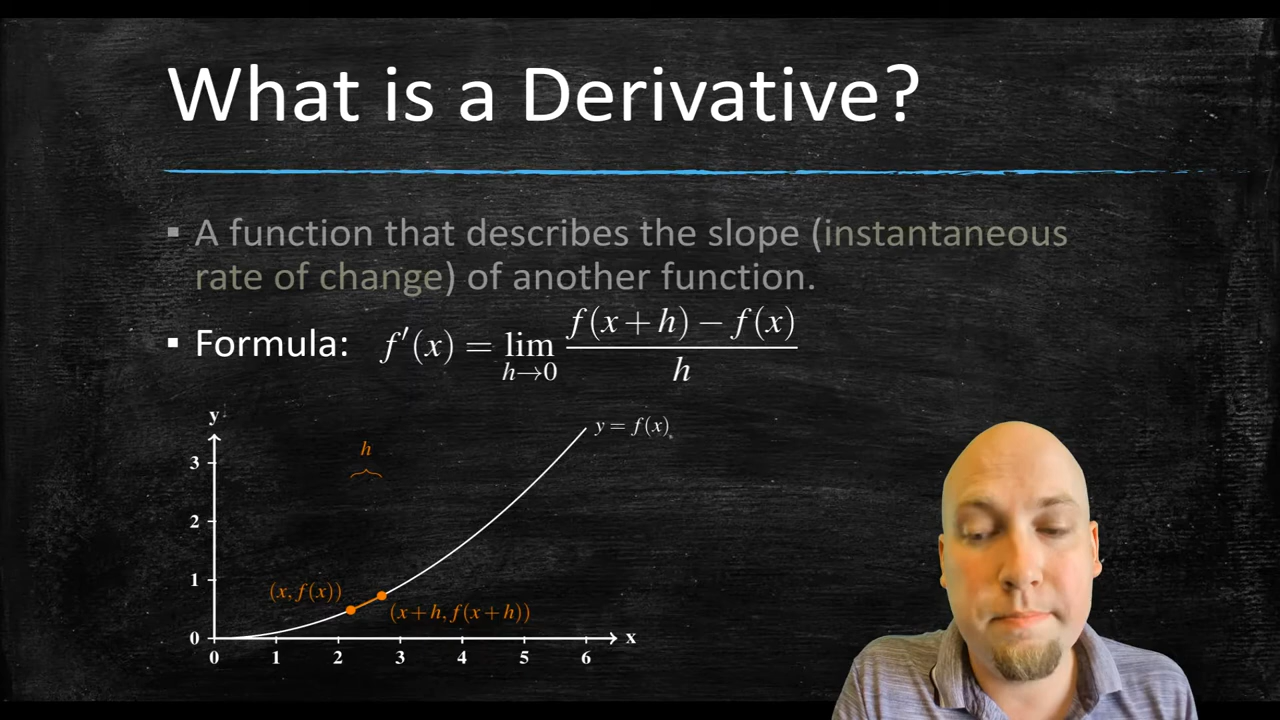 What is a Derivative?
▪ A function that describes the slope (instantaneous
rate of change) of another function.
▪ Formula: f′(x) = lim h→0 f(x+h) − f(x) / h
y
y = f(x)
h
3
2
1
(x, f(x))
(x+h, f(x+h))
0
x
0 1 2 3 4 5 6